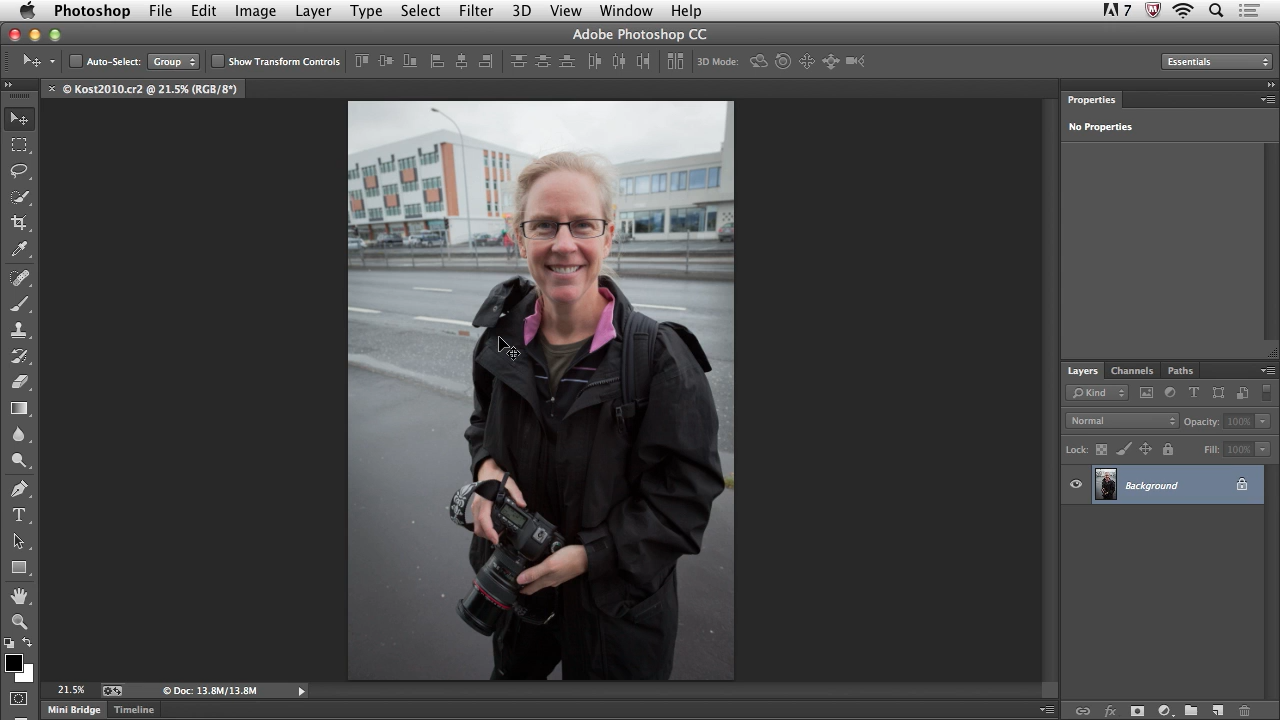 Photoshop File Edit Image Layer Type Select Filter 3D View Window Help 7
Adobe Photoshop CC
Auto-Select: Group Show Transform Controls 3D Mode: Essentials
× © Kost2010.cr2 @ 21.5% (RGB/8*)
Properties
No Properties
Layers Channels Paths
Kind
Normal Opacity: 100%
Lock: Fill: 100%
Background
21.5% © Doc: 13.8M/13.8M
Mini Bridge Timeline